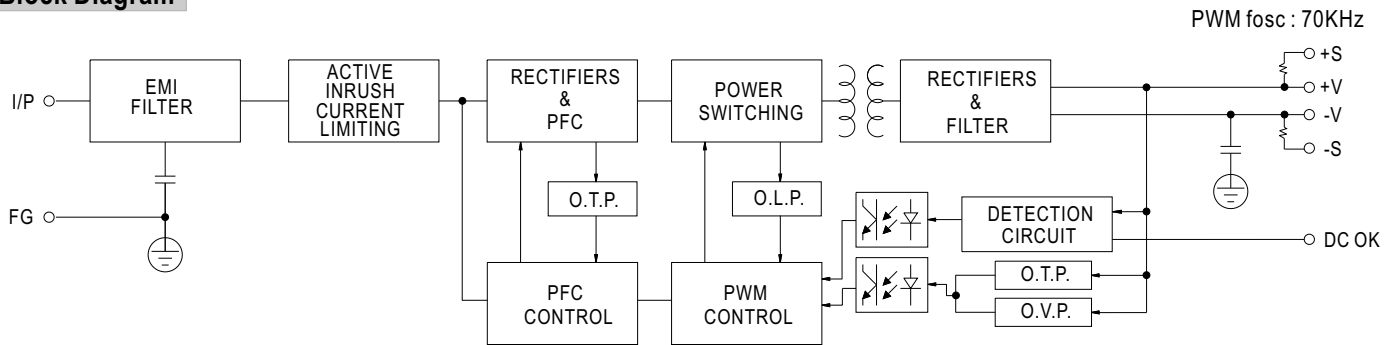 Block Diagram
PWM fosc : 70KHz
I/P
EMI
FILTER
ACTIVE
INRUSH
CURRENT
LIMITING
RECTIFIERS
&
PFC
POWER
SWITCHING
RECTIFIERS
&
FILTER
+S
+V
-V
-S
FG
O.T.P.
O.L.P.
DETECTION
CIRCUIT
DC OK
PFC
CONTROL
PWM
CONTROL
O.T.P.
O.V.P.